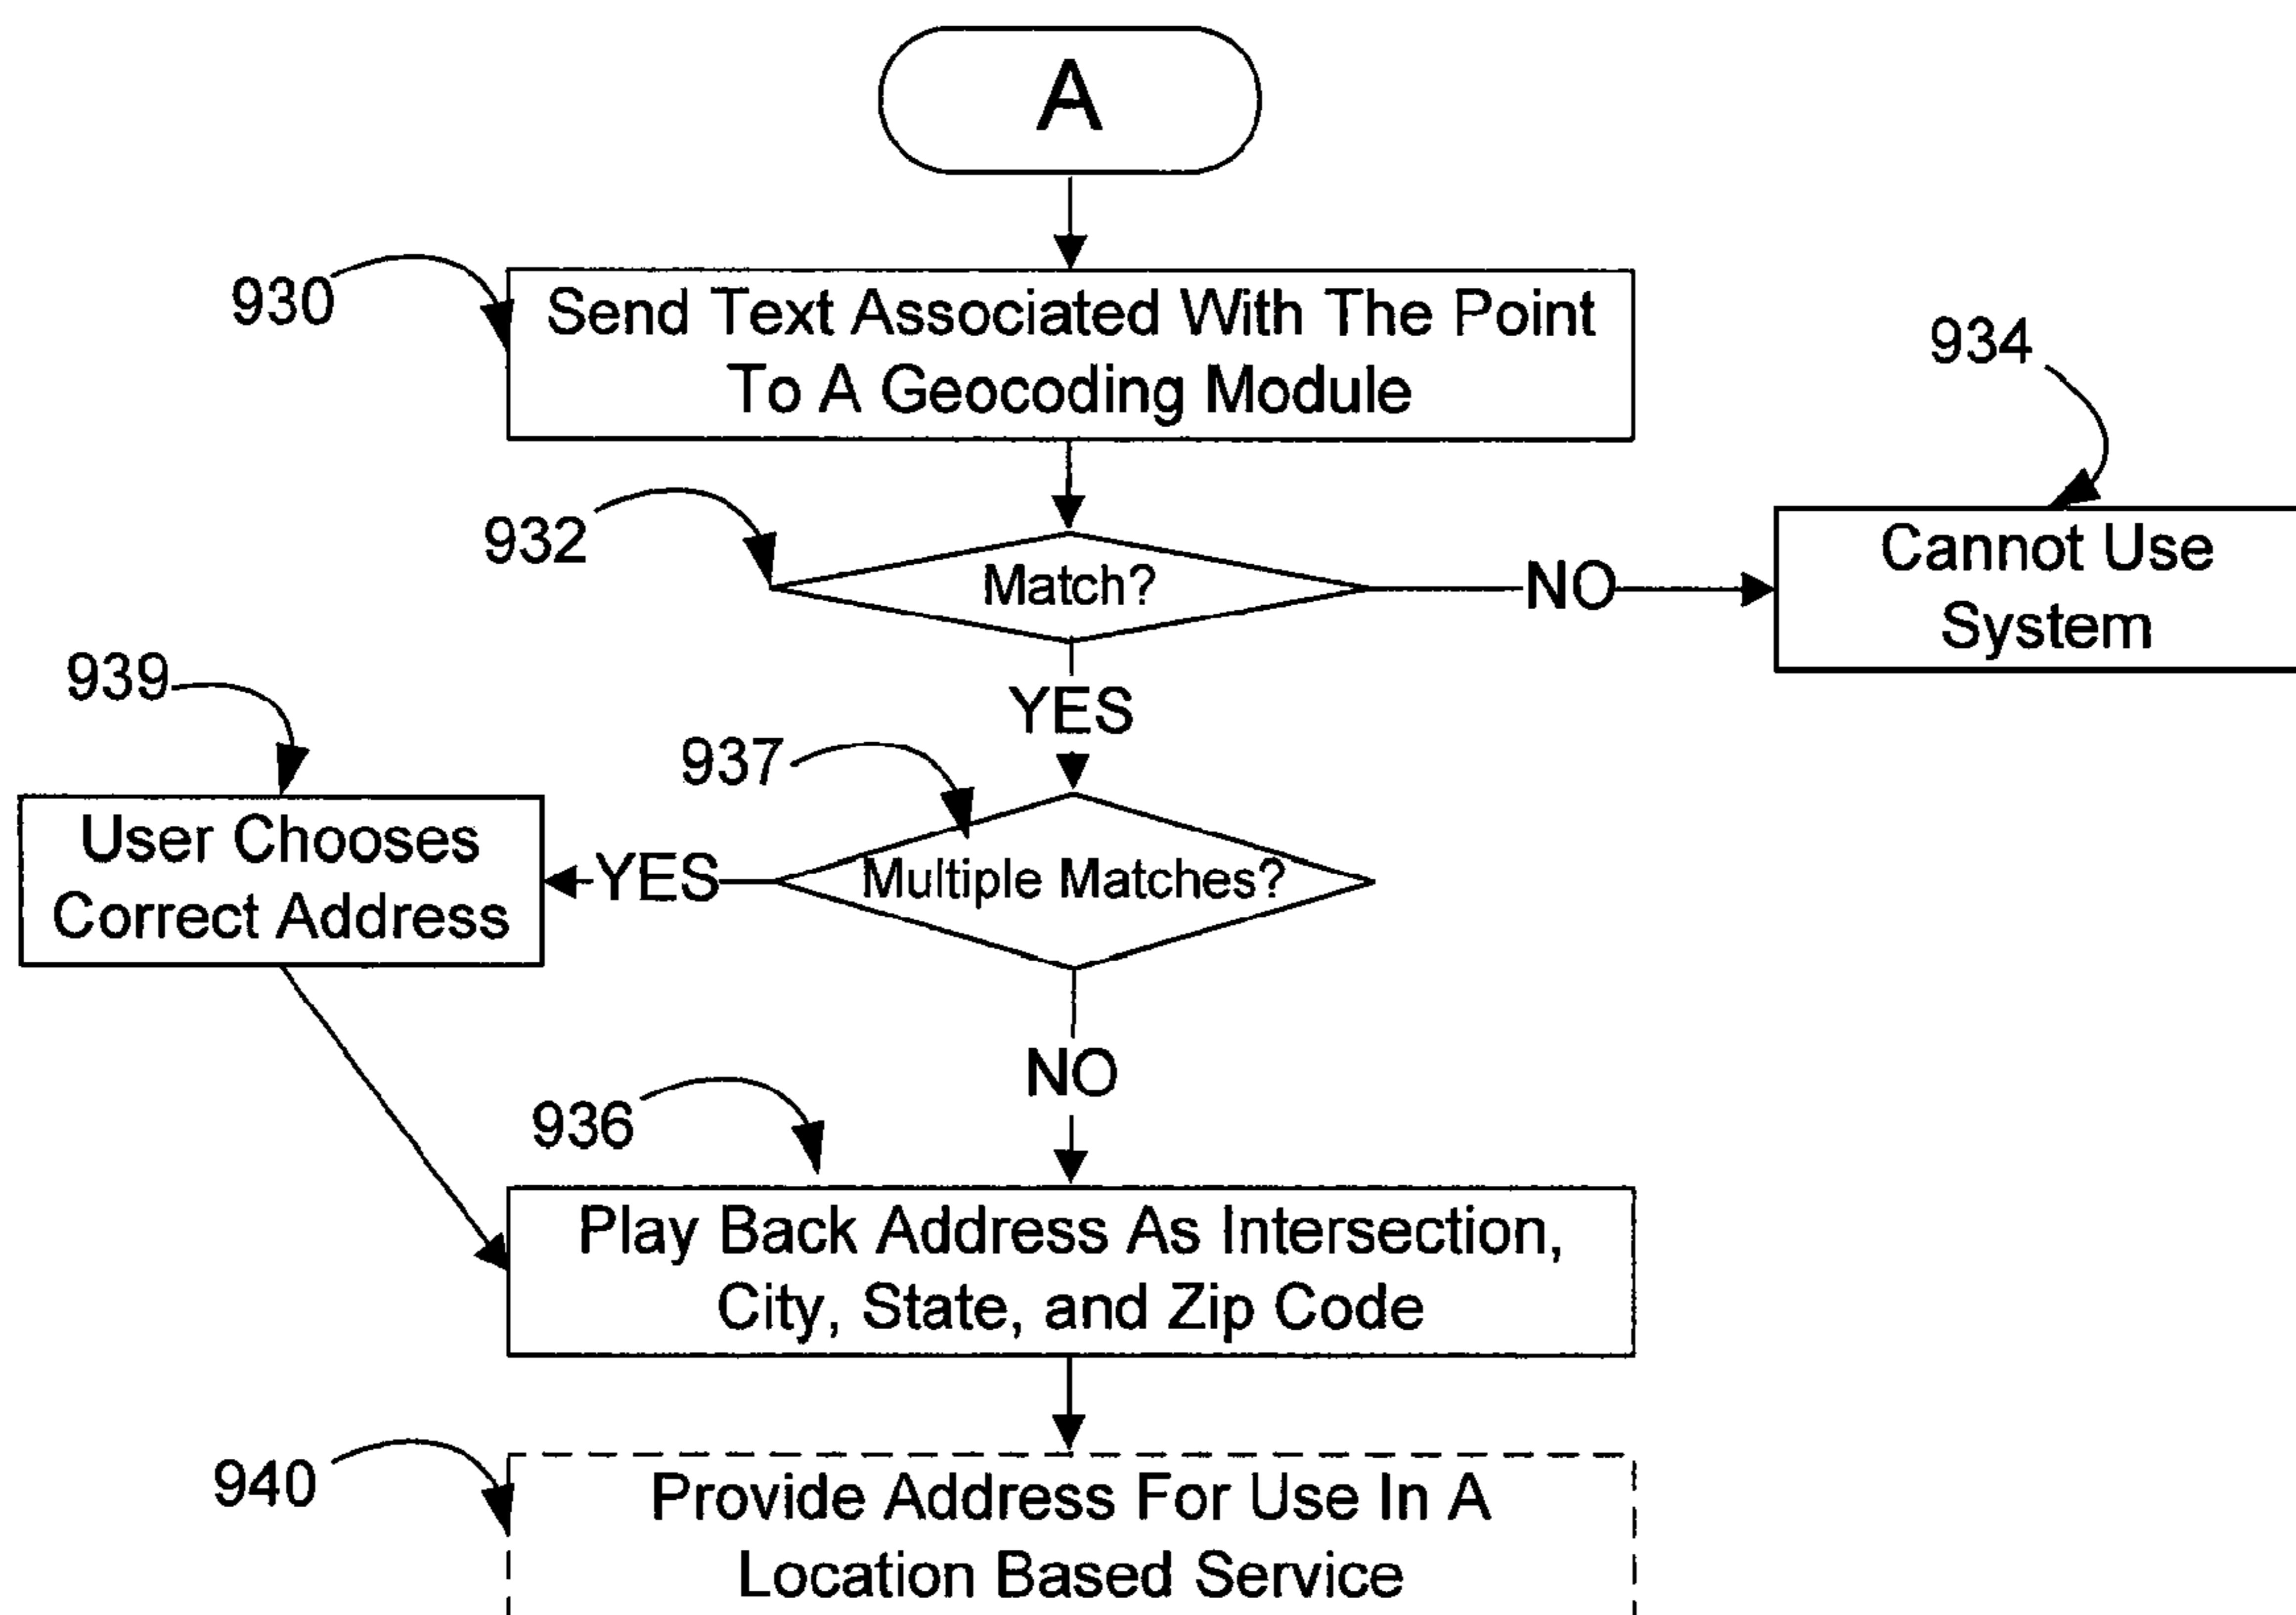 A
930
Send Text Associated With The Point
To A Geocoding Module
934
932
Match?
NO
Cannot Use
System
YES
939
937
User Chooses
Correct Address
YES
Multiple Matches?
NO
936
Play Back Address As Intersection,
City, State, and Zip Code
940
Provide Address For Use In A
Location Based Service